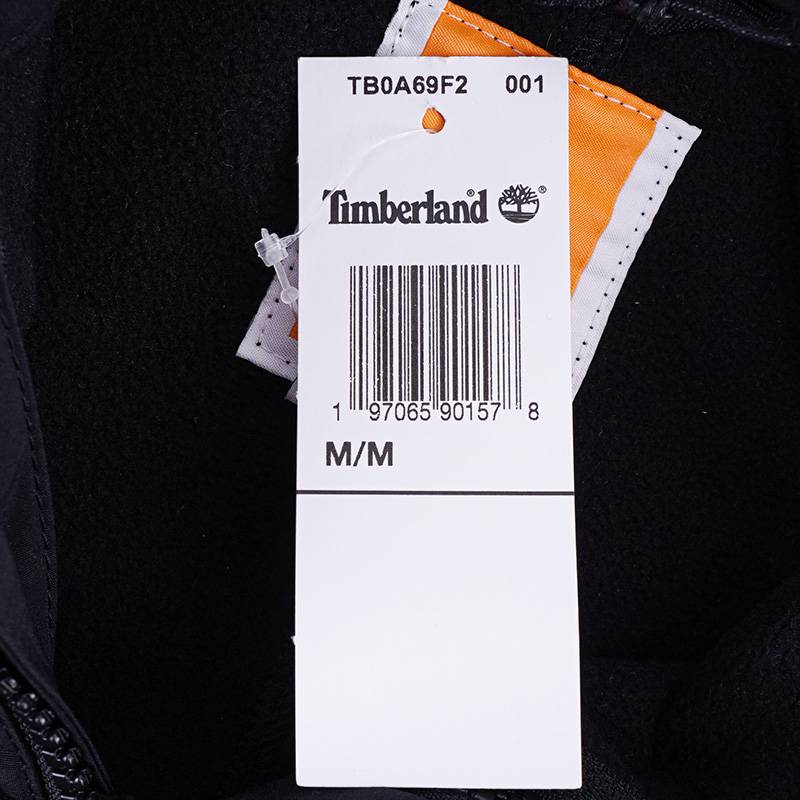 TB0A69F2 001
Timberland® ®
1 97065 90157 8
M/M